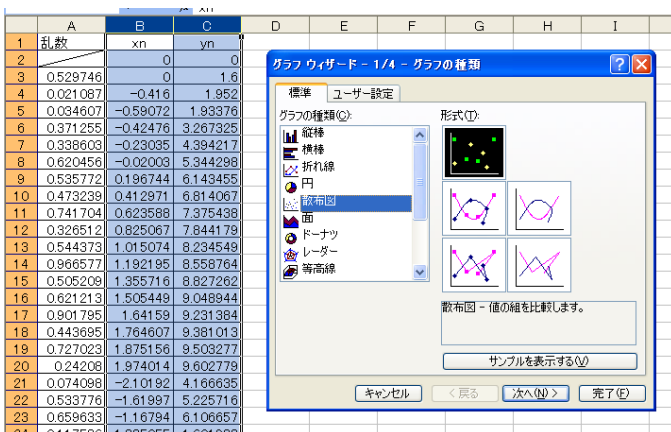 A B C D E F G H I
1 乱数 xn yn
2 0 0
3 0.529746 0 1.6
4 0.021087 -0.416 1.952
5 0.034607 -0.59072 1.93376
6 0.371255 -0.42476 3.267325
7 0.338603 -0.23035 4.394217
8 0.620456 -0.02003 5.344298
9 0.535772 0.196744 6.143455
10 0.473239 0.412971 6.814067
11 0.741704 0.623588 7.375438
12 0.326512 0.825067 7.844179
13 0.544373 1.015074 8.234549
14 0.966577 1.192195 8.558764
15 0.505209 1.355716 8.827262
16 0.621213 1.505449 9.048944
17 0.901795 1.64159 9.231384
18 0.443695 1.764607 9.381013
19 0.727023 1.875156 9.503277
20 0.24208 1.974014 9.602779
21 0.074098 -2.10192 4.166635
22 0.533776 -1.61997 5.225716
23 0.659633 -1.16794 6.106657
グラフ ウィザード - 1/4 - グラフの種類
標準 ユーザー設定
グラフの種類(C): 形式(T):
縦棒
横棒
折れ線
円
散布図
面
ドーナツ
レーダー
等高線
散布図 - 値の組を比較します。
サンプルを表示する(V)
キャンセル < 戻る 次へ(N) > 完了(F)